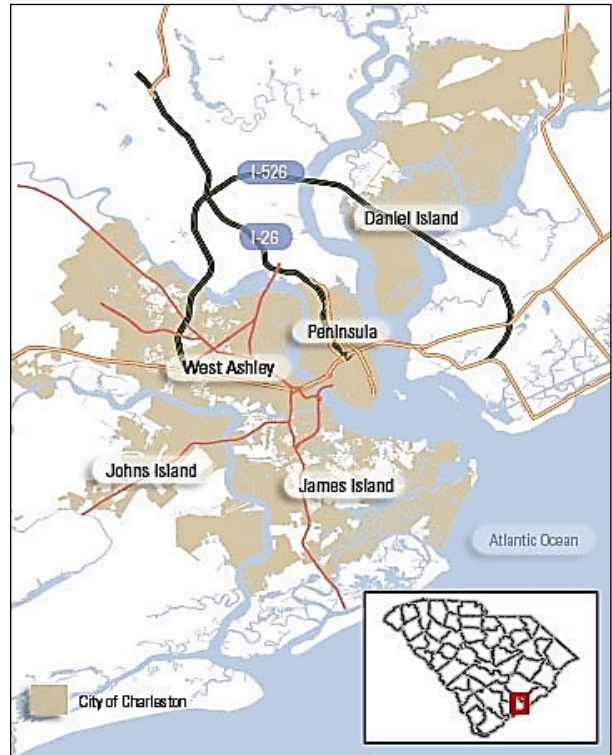 I-526
Daniel Island
I-26
Peninsula
West Ashley
Johns Island
James Island
Atlantic Ocean
City of Charleston